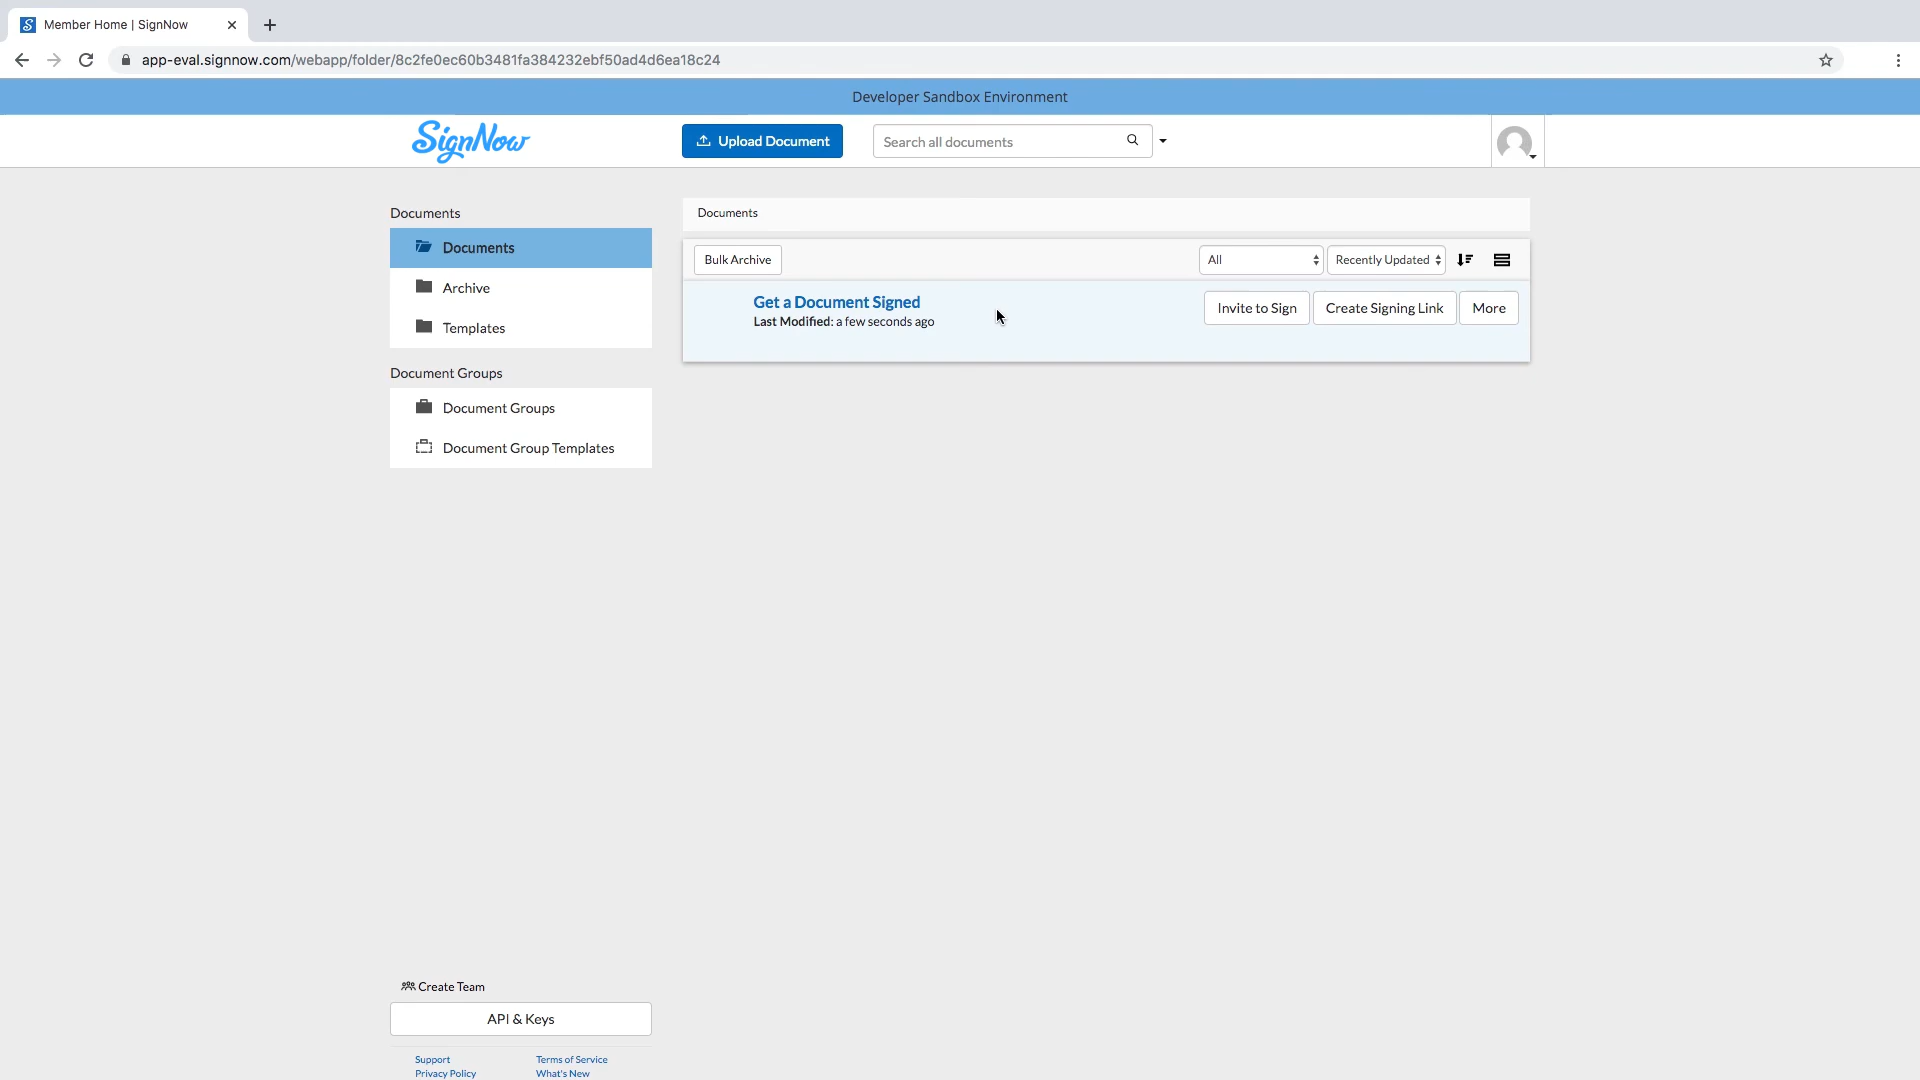 Member Home | SignNow
app-eval.signnow.com/webapp/folder/8c2fe0ec60b3481fa384232ebf50ad4d6ea18c24
Developer Sandbox Environment
SignNow
Upload Document
Search all documents
Documents
Documents
Archive
Templates
Document Groups
Document Groups
Document Group Templates
Documents
Bulk Archive
All
Recently Updated
Get a Document Signed
Last Modified: a few seconds ago
Invite to Sign
Create Signing Link
More
Create Team
API & Keys
Support
Terms of Service
Privacy Policy
What's New